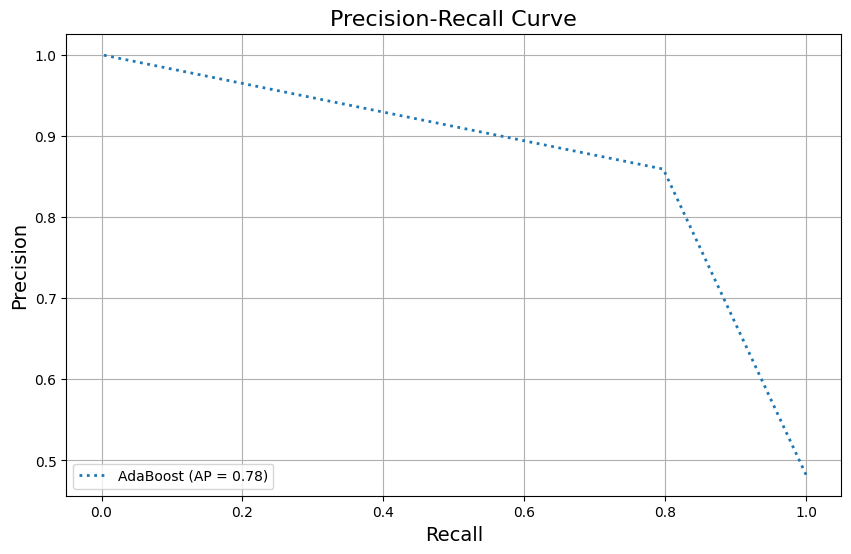 Precision-Recall Curve
Precision
1.0
0.9
0.8
0.7
0.6
0.5
AdaBoost (AP = 0.78)
0.0 0.2 0.4 0.6 0.8 1.0
Recall